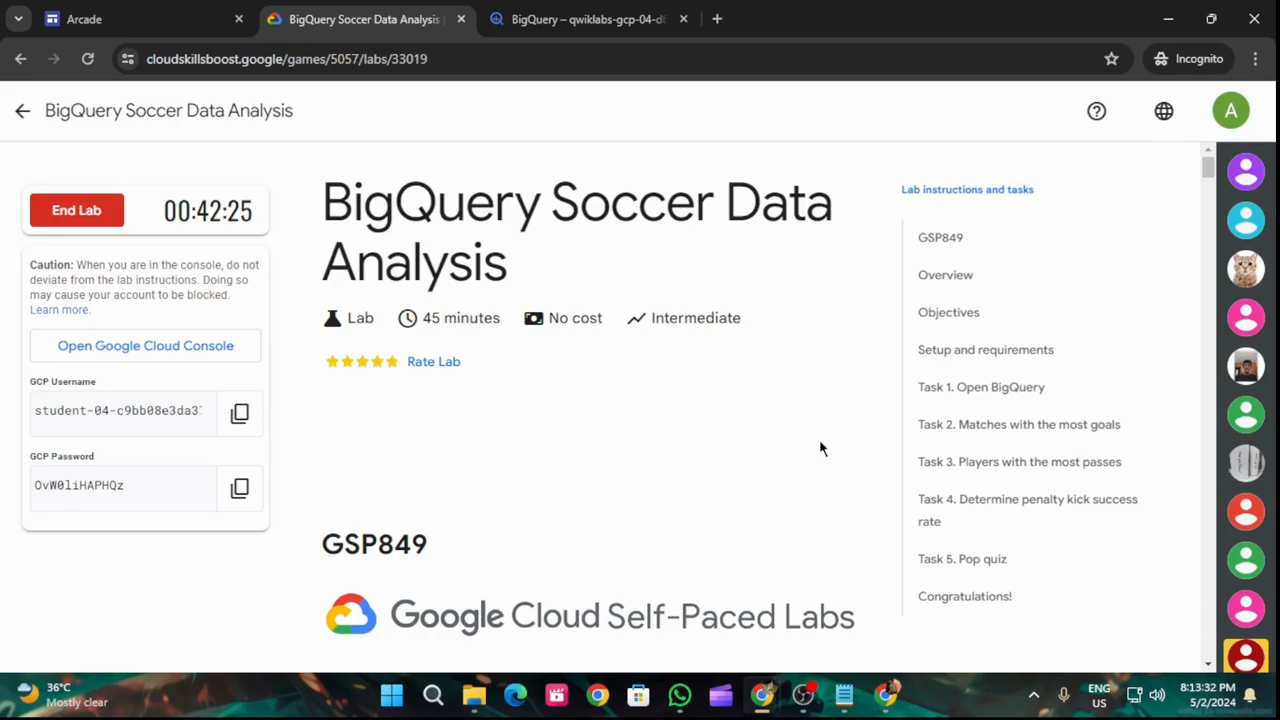 Arcade
BigQuery Soccer Data Analysis
BigQuery – qwiklabs-gcp-04-d
cloudskillsboost.google/games/5057/labs/33019
Incognito
BigQuery Soccer Data Analysis
A
End Lab
00:42:25
Caution: When you are in the console, do not
deviate from the lab instructions. Doing so
may cause your account to be blocked.
Learn more.
Open Google Cloud Console
GCP Username
student-04-c9bb08e3da37
GCP Password
OvW0liHAPHQz
BigQuery Soccer Data
Analysis
Lab
45 minutes
No cost
Intermediate
Rate Lab
GSP849
Google Cloud Self-Paced Labs
Lab instructions and tasks
GSP849
Overview
Objectives
Setup and requirements
Task 1. Open BigQuery
Task 2. Matches with the most goals
Task 3. Players with the most passes
Task 4. Determine penalty kick success
rate
Task 5. Pop quiz
Congratulations!
36°C
Mostly clear
ENG
US
8:13:32 PM
5/2/2024